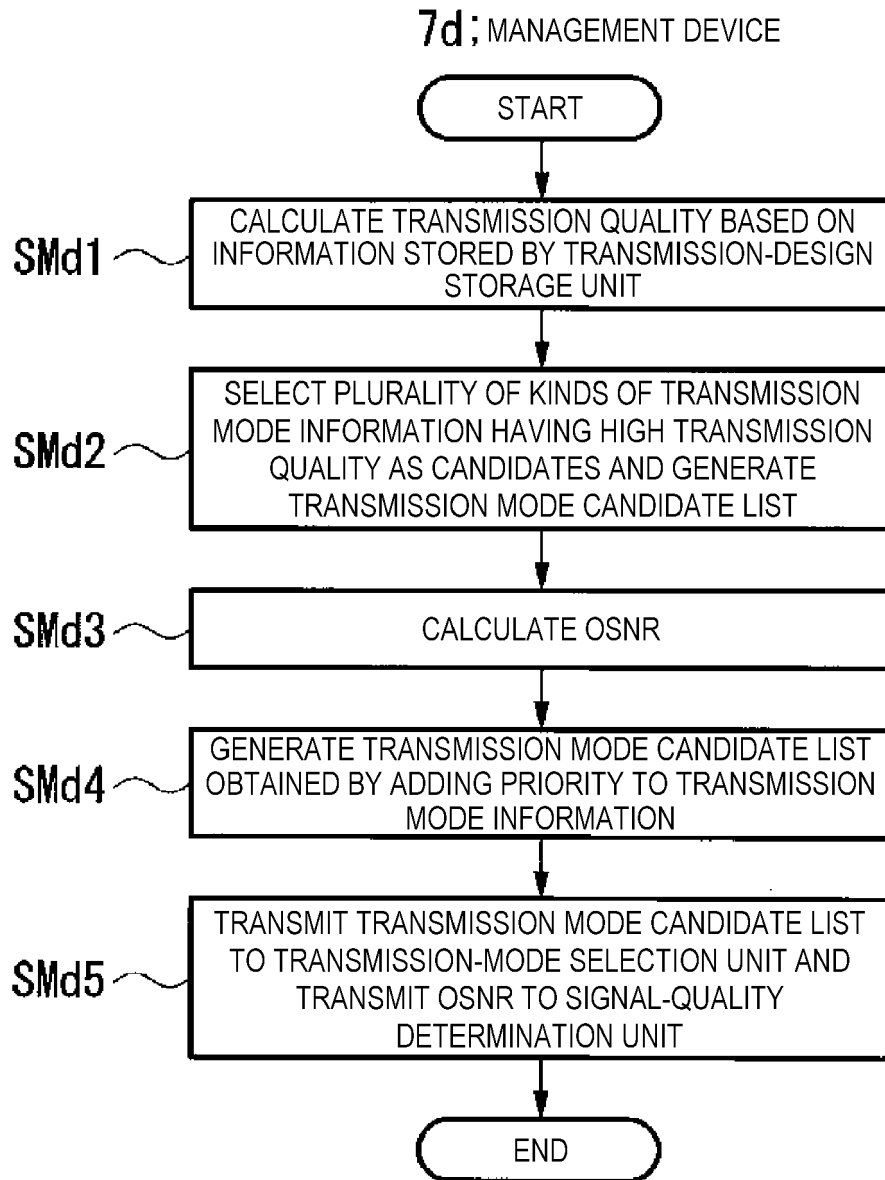 7d; MANAGEMENT DEVICE
START
SMd1
CALCULATE TRANSMISSION QUALITY BASED ON
INFORMATION STORED BY TRANSMISSION-DESIGN
STORAGE UNIT
SMd2
SELECT PLURALITY OF KINDS OF TRANSMISSION
MODE INFORMATION HAVING HIGH TRANSMISSION
QUALITY AS CANDIDATES AND GENERATE
TRANSMISSION MODE CANDIDATE LIST
SMd3
CALCULATE OSNR
SMd4
GENERATE TRANSMISSION MODE CANDIDATE LIST
OBTAINED BY ADDING PRIORITY TO TRANSMISSION
MODE INFORMATION
SMd5
TRANSMIT TRANSMISSION MODE CANDIDATE LIST
TO TRANSMISSION-MODE SELECTION UNIT AND
TRANSMIT OSNR TO SIGNAL-QUALITY
DETERMINATION UNIT
END